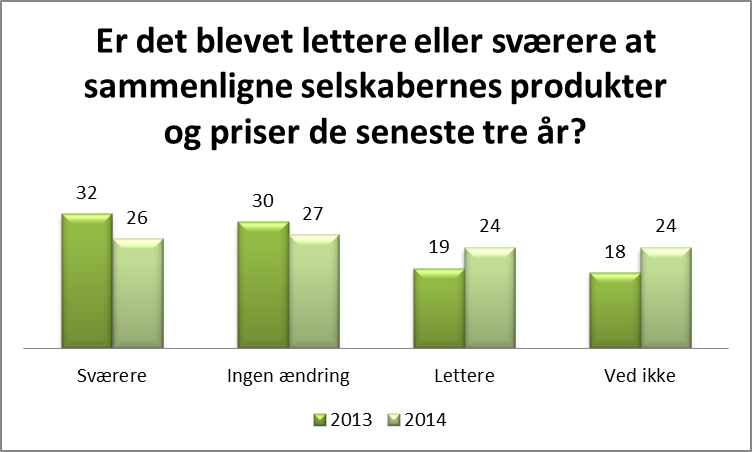 Er det blevet lettere eller sværere at
sammenligne selskabernes produkter
og priser de seneste tre år?
32 26 30 27 19 24 18 24
Sværere Ingen ændring Lettere Ved ikke
2013 2014